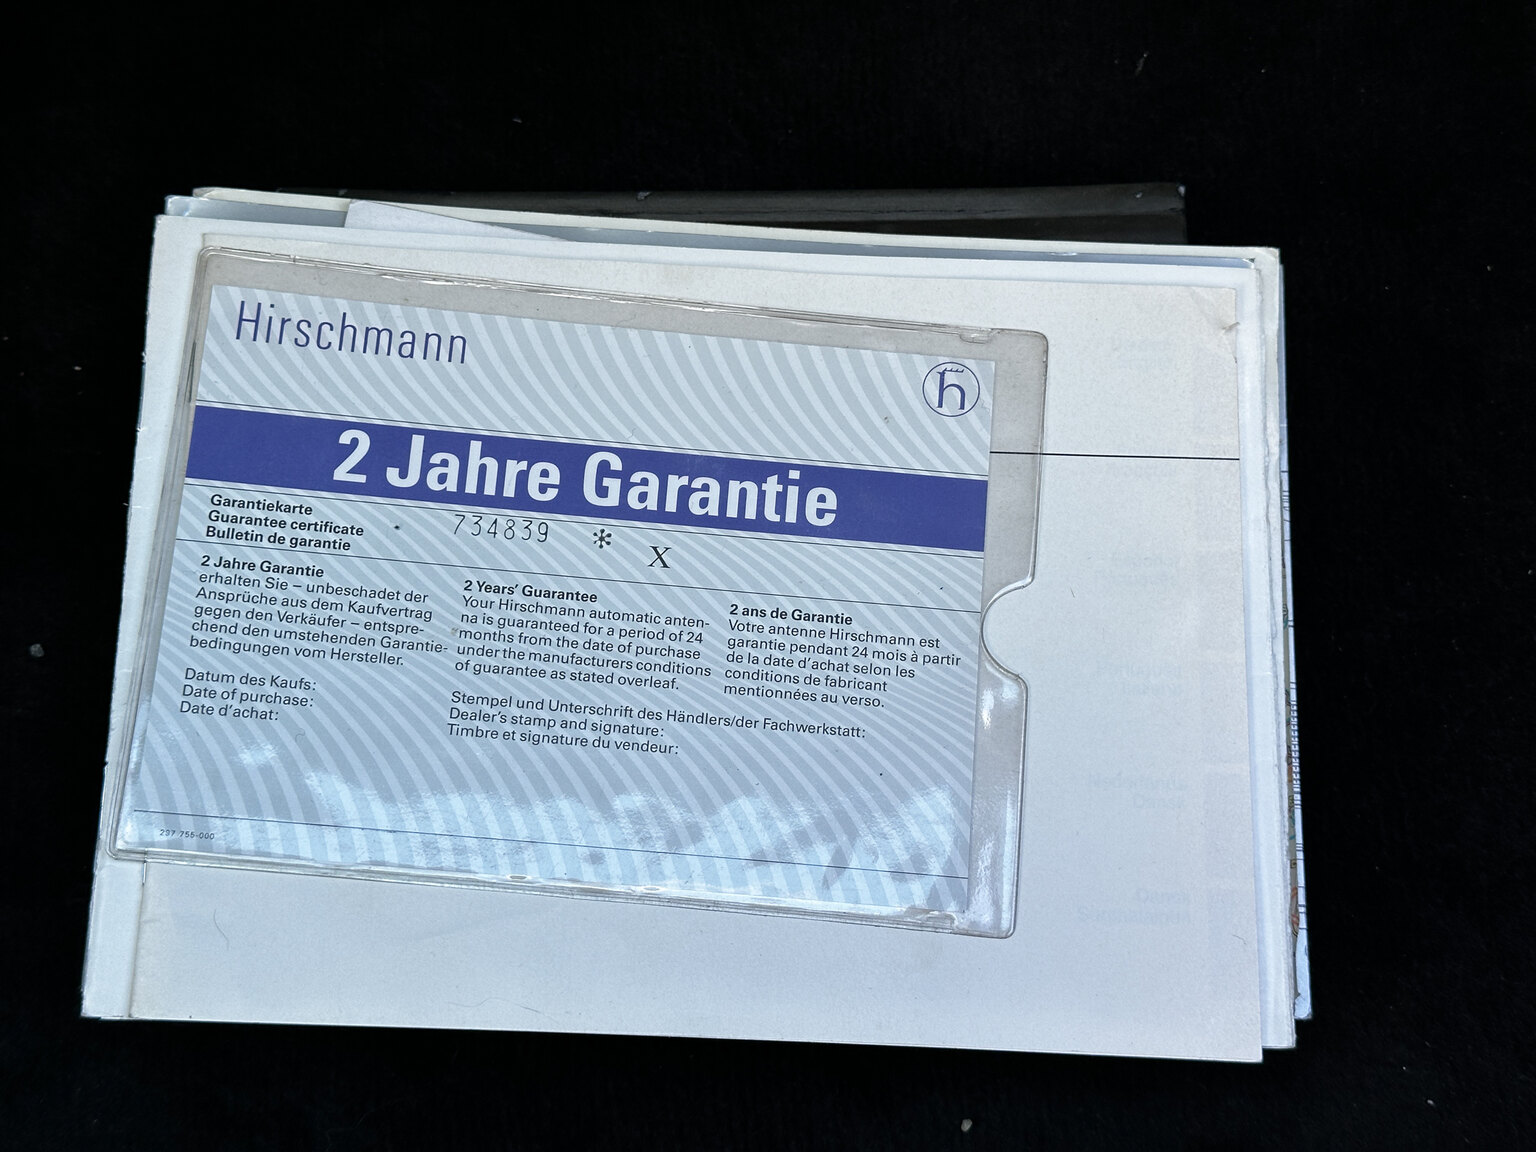 Hirschmann
h
2 Jahre Garantie
Garantiekarte
Guarantee certificate
Bulletin de garantie
734839 * X
2 Jahre Garantie
erhalten Sie – unbeschadet der
Ansprüche aus dem Kaufvertrag
gegen den Verkäufer – entspre-
chend den umstehenden Garantie-
bedingungen vom Hersteller.
2 Years' Guarantee
Your Hirschmann automatic anten-
na is guaranteed for a period of 24
months from the date of purchase
under the manufacturers conditions
of guarantee as stated overleaf.
2 ans de Garantie
Votre antenne Hirschmann est
garantie pendant 24 mois à partir
de la date d'achat selon les
conditions de fabricant
mentionnées au verso.
Datum des Kaufs:
Date of purchase:
Date d'achat:
Stempel und Unterschrift des Händlers/der Fachwerkstatt:
Dealer's stamp and signature:
Timbre et signature du vendeur:
297 755-000